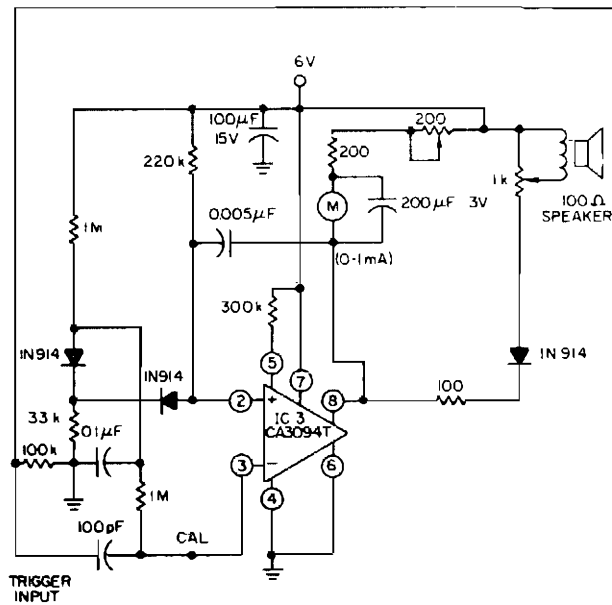 6V
100µF
15V
200
200
220k
1k
1M
0.005µF
M
200µF 3V
100Ω
SPEAKER
(0-1mA)
300k
1N914
1N914
1N914
5
7
2
+
8
100
33k
0.1µF
IC 3
CA3094T
100k
3
−
6
1M
4
100pF
CAL
TRIGGER
INPUT